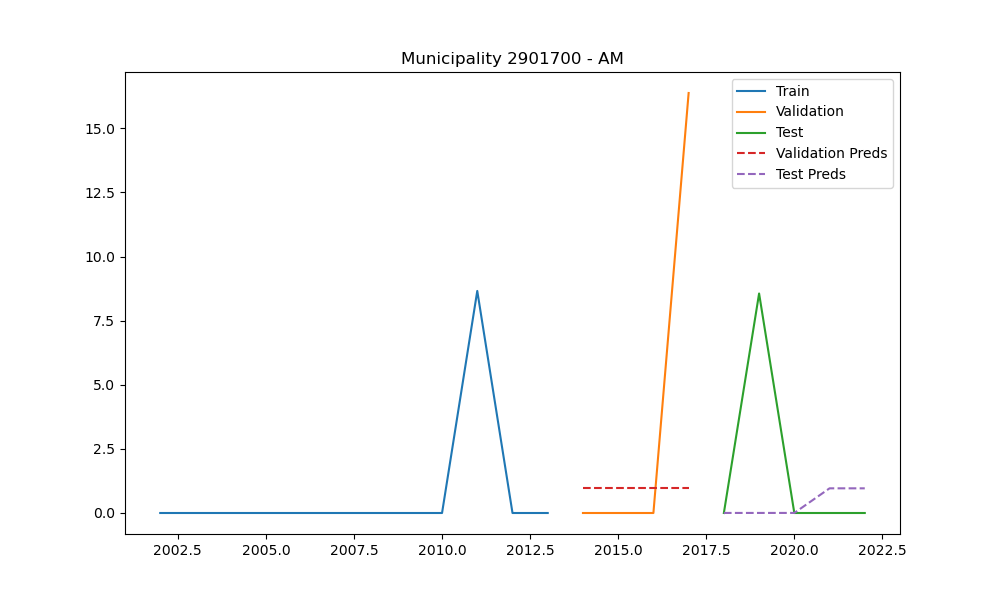 Municipality 2901700 - AM
Train
Validation
Test
Validation Preds
Test Preds
15.0
12.5
10.0
7.5
5.0
2.5
0.0
2002.5 2005.0 2007.5 2010.0 2012.5 2015.0 2017.5 2020.0 2022.5